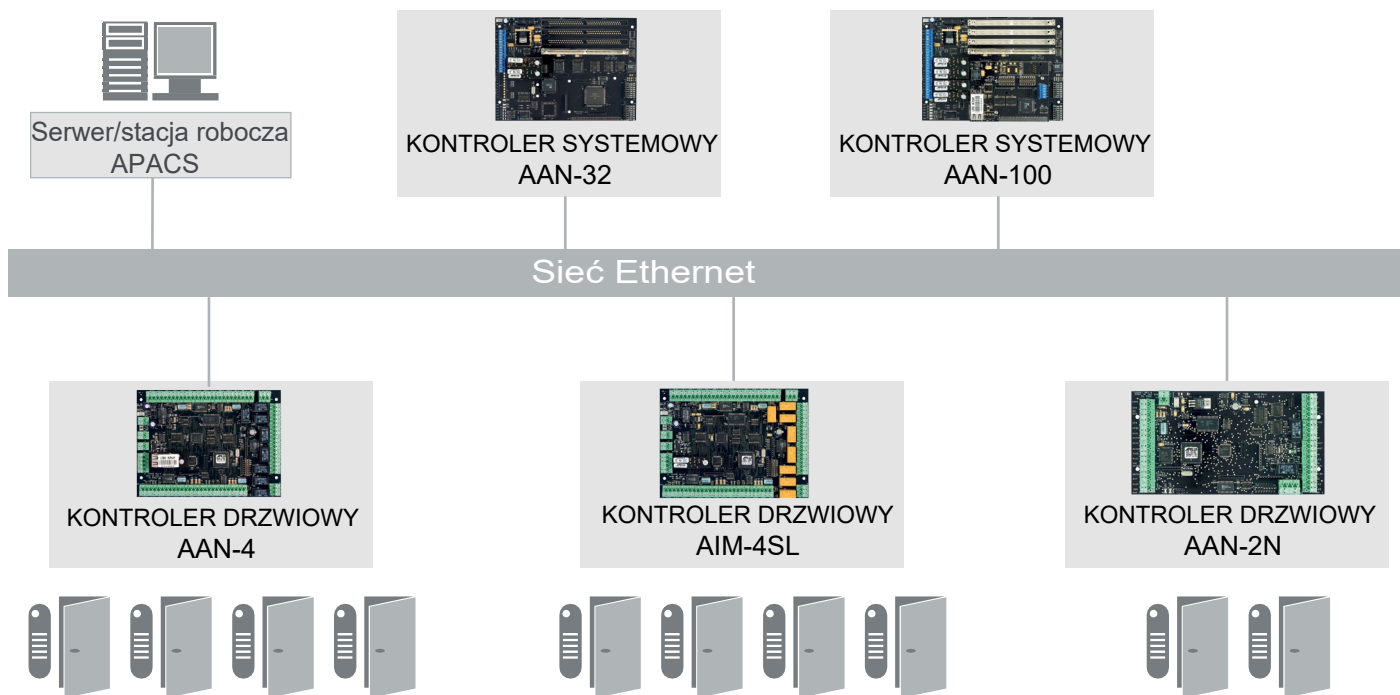 Serwer/stacja robocza
APACS
KONTROLER SYSTEMOWY
AAN-32
KONTROLER SYSTEMOWY
AAN-100
Sieć Ethernet
KONTROLER DRZWIOWY
AAN-4
KONTROLER DRZWIOWY
AIM-4SL
KONTROLER DRZWIOWY
AAN-2N